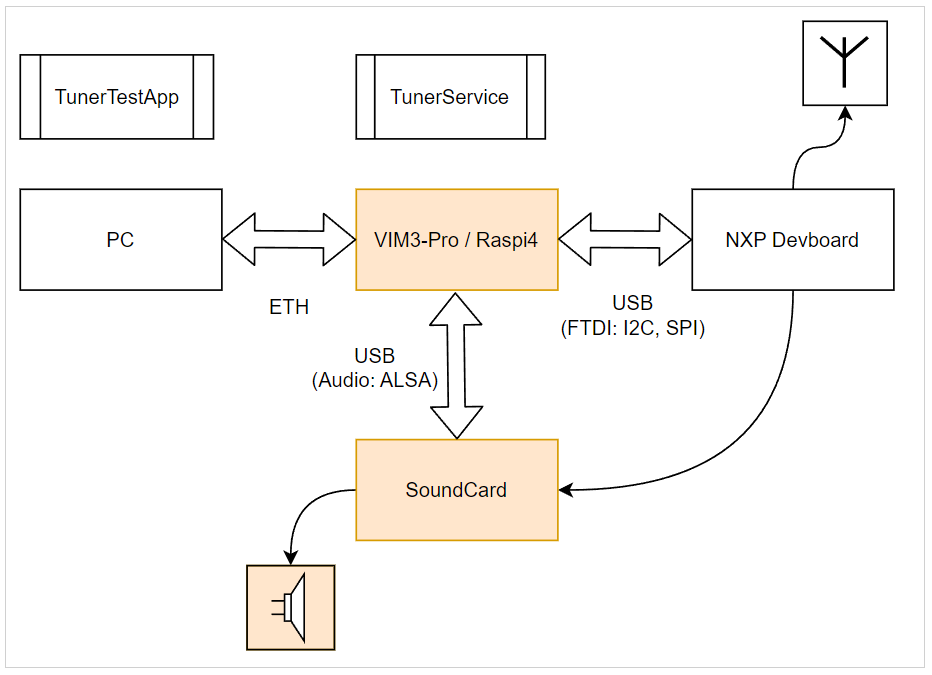 TunerTestApp
TunerService
PC
VIM3-Pro / Raspi4
NXP Devboard
ETH
USB
(FTDI: I2C, SPI)
USB
(Audio: ALSA)
SoundCard